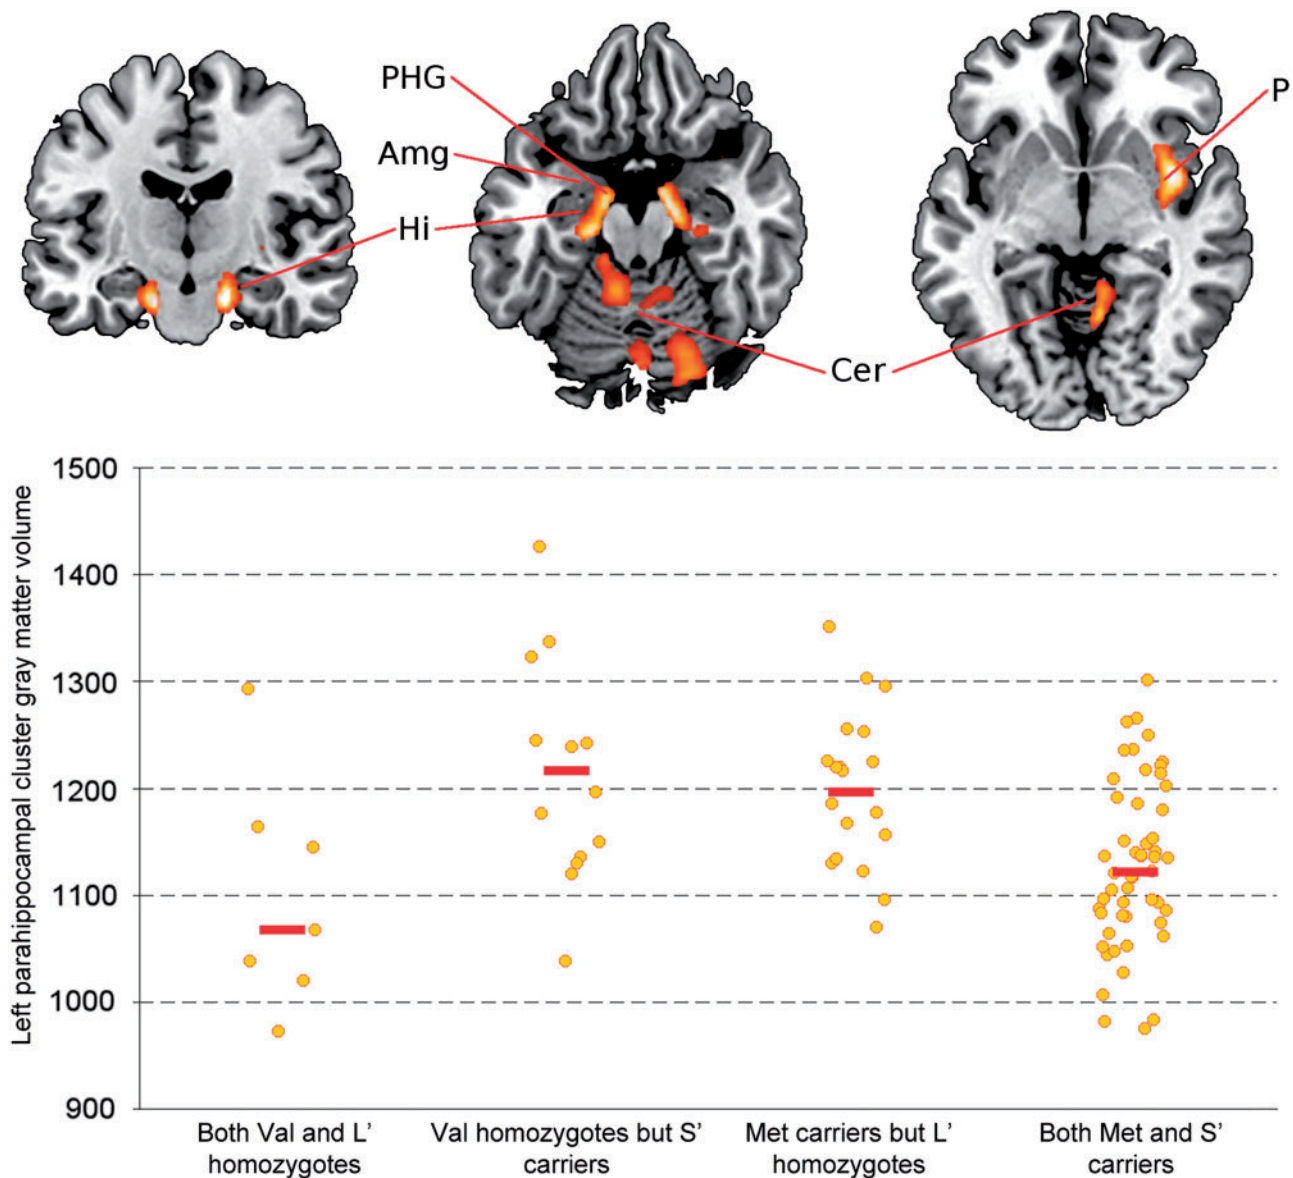 PHG
P
Amg
Hi
Cer
Left parahippocampal cluster gray matter volume
1500
1400
1300
1200
1100
1000
900
Both Val and L’
homozygotes
Val homozygotes but S’
carriers
Met carriers but L’
homozygotes
Both Met and S’
carriers